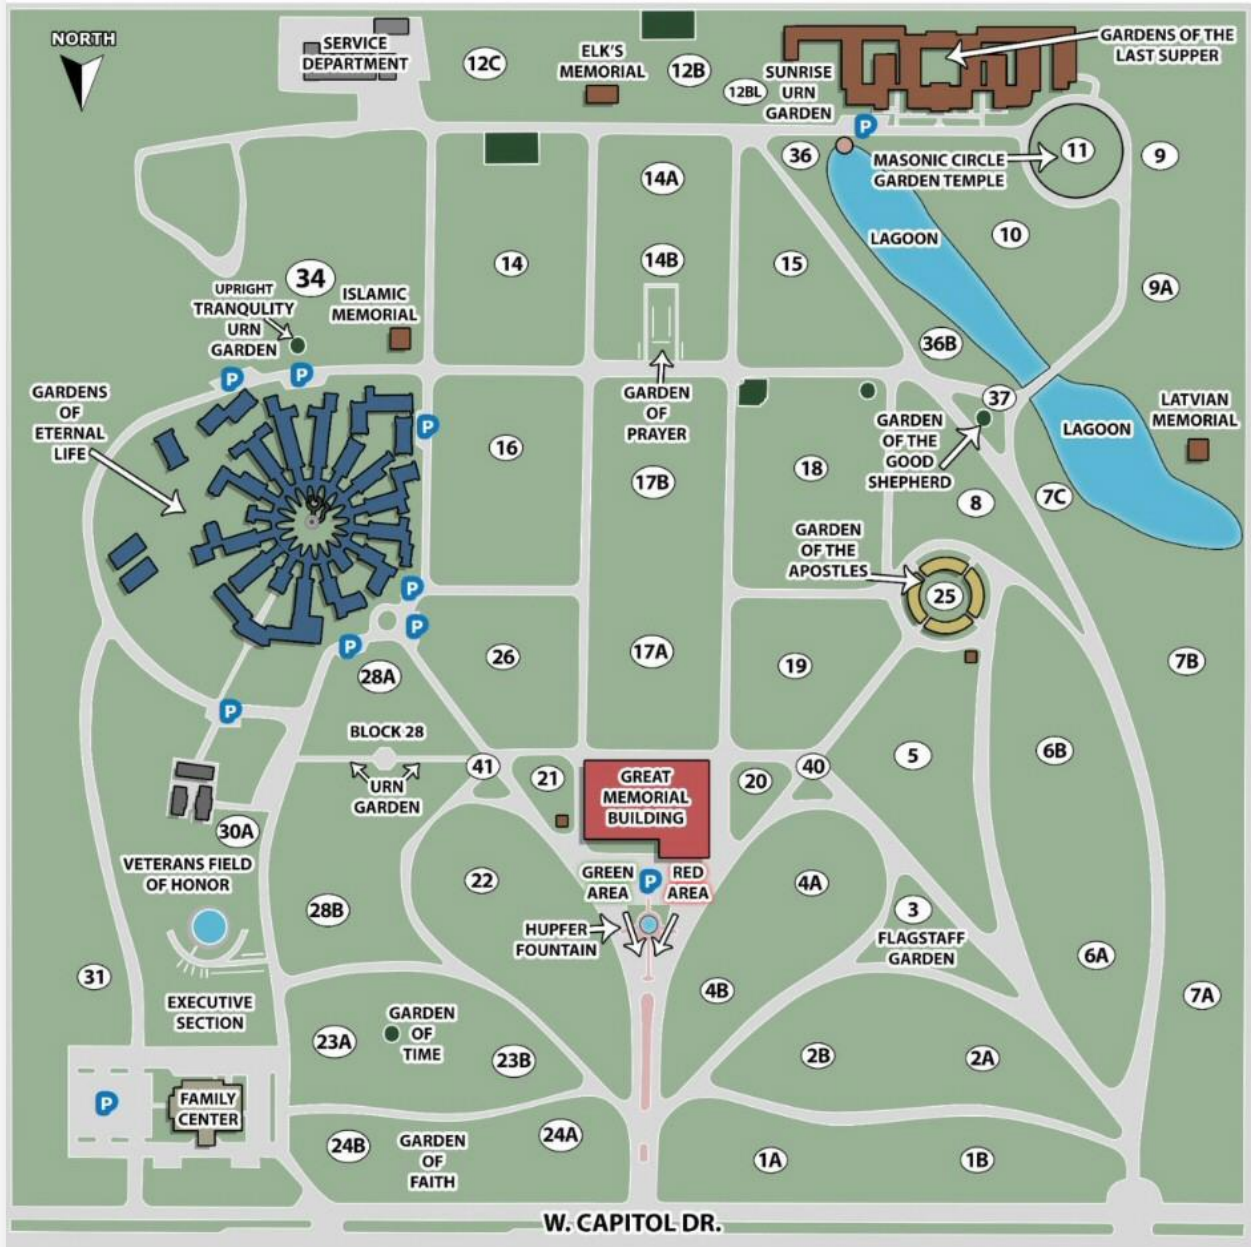 NORTH
SERVICE
DEPARTMENT
12C
ELK'S
MEMORIAL
12B
12BL
SUNRISE
URN
GARDEN
GARDENS OF THE
LAST SUPPER
P
36
MASONIC CIRCLE
GARDEN TEMPLE
11
9
14A
LAGOON
10
34
14
14B
15
9A
UPRIGHT
TRANQULITY
URN
GARDEN
ISLAMIC
MEMORIAL
36B
P
P
GARDENS
OF
ETERNAL
LIFE
GARDEN
OF
PRAYER
37
GARDEN
OF THE
GOOD
SHEPHERD
LAGOON
LATVIAN
MEMORIAL
P
16
17B
18
8
7C
GARDEN
OF THE
APOSTLES
25
P
P
P
28A
26
17A
19
7B
P
BLOCK 28
URN
GARDEN
41
21
GREAT
MEMORIAL
BUILDING
20
40
5
6B
30A
VETERANS FIELD
OF HONOR
28B
22
GREEN
AREA
P
RED
AREA
4A
3
FLAGSTAFF
GARDEN
HUPFER
FOUNTAIN
31
EXECUTIVE
SECTION
4B
6A
7A
23A
GARDEN
OF
TIME
23B
2B
2A
P
FAMILY
CENTER
24B
GARDEN
OF
FAITH
24A
1A
1B
W. CAPITOL DR.